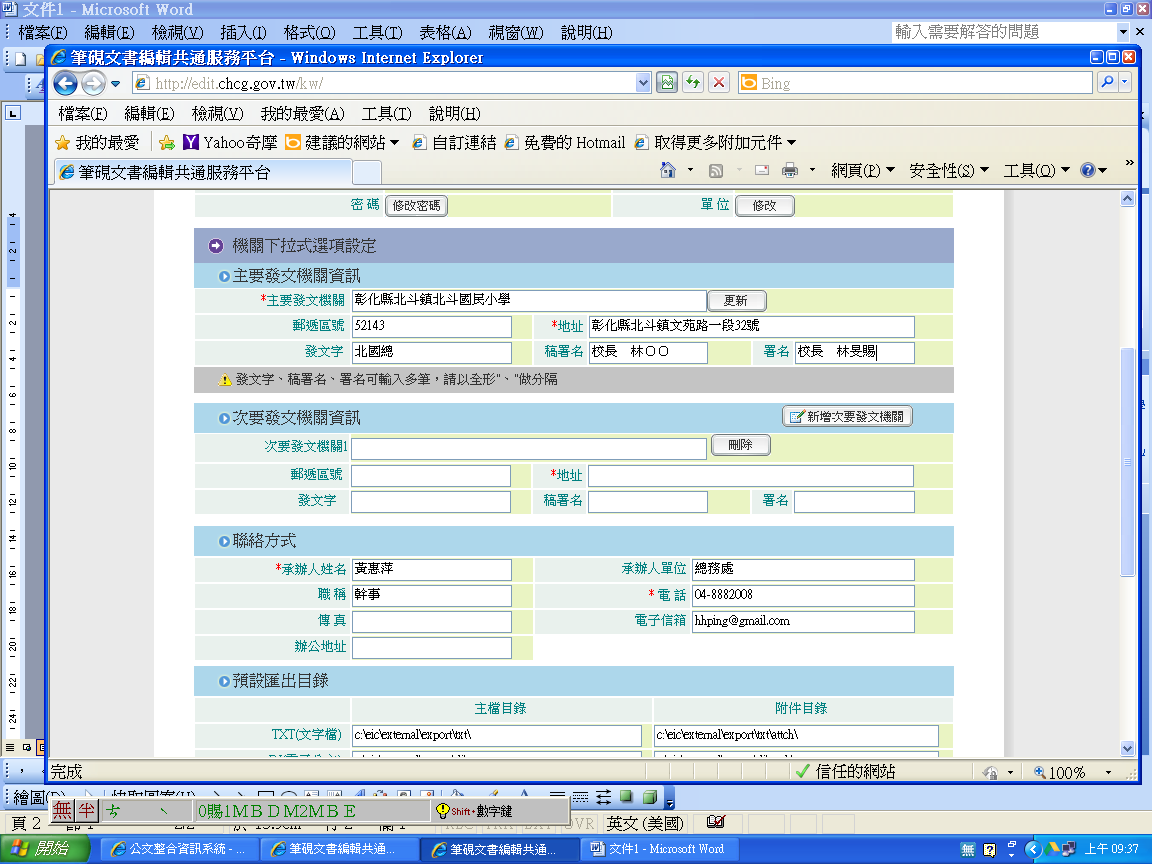 文件1 - Microsoft Word
檔案(F) 編輯(E) 檢視(V) 插入(I) 格式(O) 工具(T) 表格(A) 視窗(W) 說明(H) 輸入需要解答的問題
筆硯文書編輯共通服務平台 - Windows Internet Explorer
http://edit.chcg.gov.tw/kw/ Bing
檔案(F) 編輯(E) 檢視(V) 我的最愛(A) 工具(T) 說明(H)
我的最愛 Yahoo奇摩 建議的網站 自訂連結 免費的 Hotmail 取得更多附加元件
筆硯文書編輯共通服務平台 網頁(P) 安全性(S) 工具(O) »
密碼 修改密碼 單位 修改
機關下拉式選項設定
主要發文機關資訊
*主要發文機關 彰化縣北斗鎮北斗國民小學 更新
郵遞區號 52143 *地址 彰化縣北斗鎮文苑路一段32號
發文字 北國總 稿署名 校長 林○○ 署名 校長 林旻賜
發文字、稿署名、署名可輸入多筆，請以全形"、"做分隔
次要發文機關資訊 新增次要發文機關
次要發文機關1 刪除
郵遞區號 *地址
發文字 稿署名 署名
聯絡方式
*承辦人姓名 黃惠萍 承辦人單位 總務處
職稱 幹事 *電話 04-8882008
傳真 電子信箱 hhping@gmail.com
辦公地址
預設匯出目錄
主檔目錄 附件目錄
TXT(文字檔) c:\eic\external\export\txt\ c:\eic\external\export\txt\attch\
完成 信任的網站 100%
繪圖(D)
無 半 ㄘ ˋ 0賜1MB D M2MB E Shift+數字鍵
頁 2 英文 (美國)
開始 公文整合資訊系統 - ... 筆硯文書編輯共通... 筆硯文書編輯共通... 文件1 - Microsoft Word 無 上午 09:37